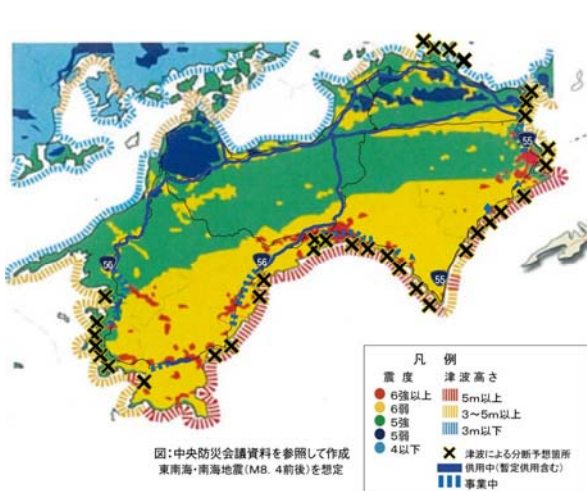 55
56
56
55
凡 例
震度 津波高さ
6強以上 5m以上
6弱 3~5m以上
5強 3m以下
5弱 津波による分断予想箇所
4以下 供用中(暫定供用含む)
事業中
図:中央防災会議資料を参照して作成
東南海・南海地震(M8.4前後)を想定